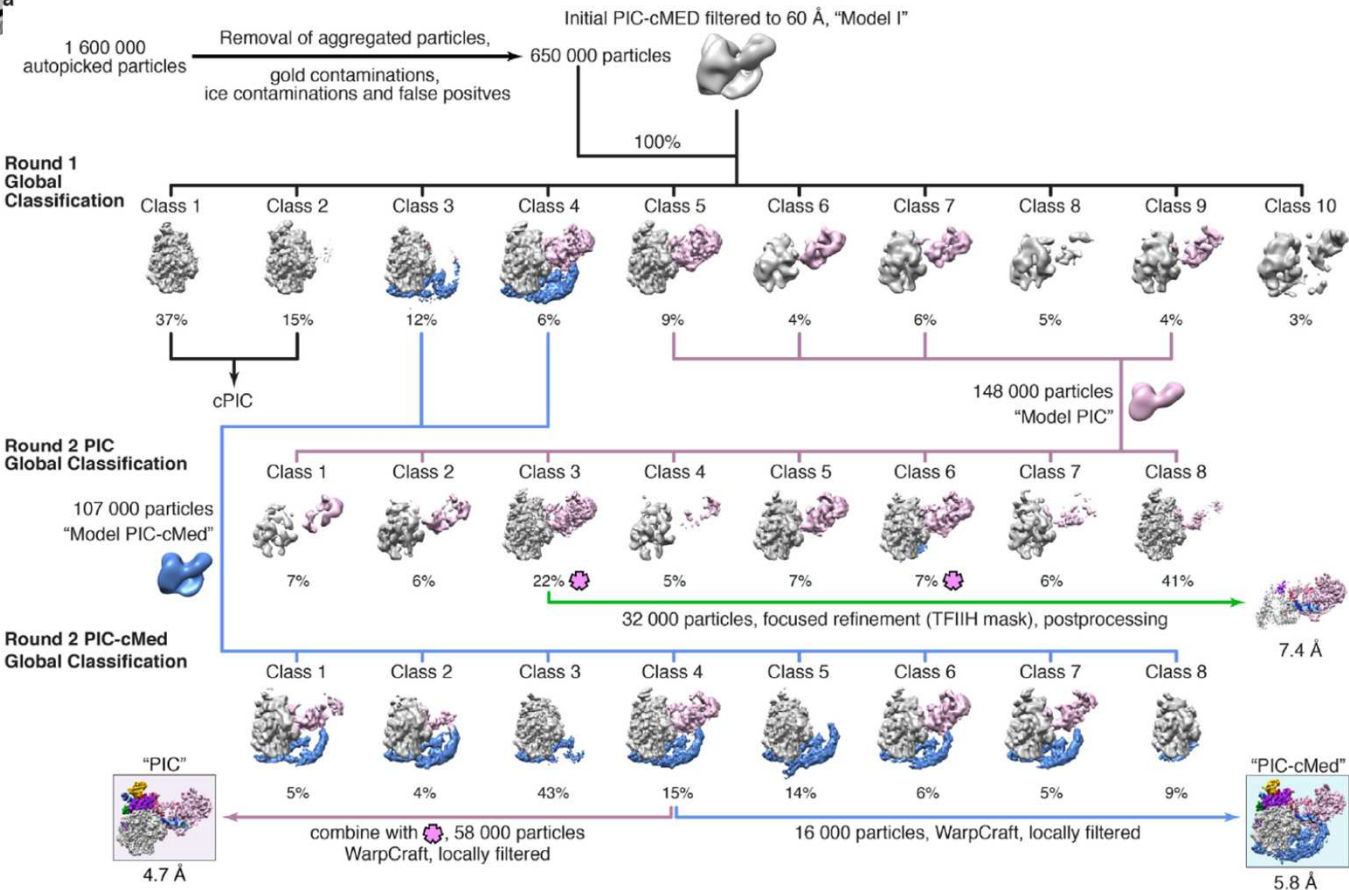 a
Initial PIC-cMED filtered to 60 Å, “Model I”
1 600 000
autopicked particles
Removal of aggregated particles,
gold contaminations,
ice contaminations and false positves
650 000 particles
100%
Round 1
Global
Classification
Class 1 Class 2 Class 3 Class 4 Class 5 Class 6 Class 7 Class 8 Class 9 Class 10
37% 15% 12% 6% 9% 4% 6% 5% 4% 3%
cPIC
148 000 particles
“Model PIC”
Round 2 PIC
Global Classification
Class 1 Class 2 Class 3 Class 4 Class 5 Class 6 Class 7 Class 8
107 000 particles
“Model PIC-cMed”
7% 6% 22% 5% 7% 7% 6% 41%
32 000 particles, focused refinement (TFIIH mask), postprocessing
7.4 Å
Round 2 PIC-cMed
Global Classification
Class 1 Class 2 Class 3 Class 4 Class 5 Class 6 Class 7 Class 8
5% 4% 43% 15% 14% 6% 5% 9%
“PIC”
combine with , 58 000 particles
WarpCraft, locally filtered
4.7 Å
16 000 particles, WarpCraft, locally filtered
“PIC-cMed”
5.8 Å